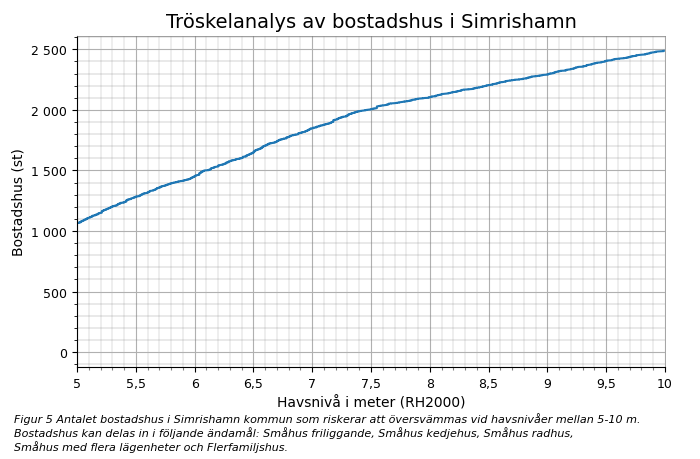 Tröskelanalys av bostadshus i Simrishamn
Bostadshus (st)
2 500
2 000
1 500
1 000
500
0
5 5,5 6 6,5 7 7,5 8 8,5 9 9,5 10
Havsnivå i meter (RH2000)
Figur 5 Antalet bostadshus i Simrishamn kommun som riskerar att översvämmas vid havsnivåer mellan 5-10 m.
Bostadshus kan delas in i följande ändamål: Småhus friliggande, Småhus kedjehus, Småhus radhus,
Småhus med flera lägenheter och Flerfamiljshus.